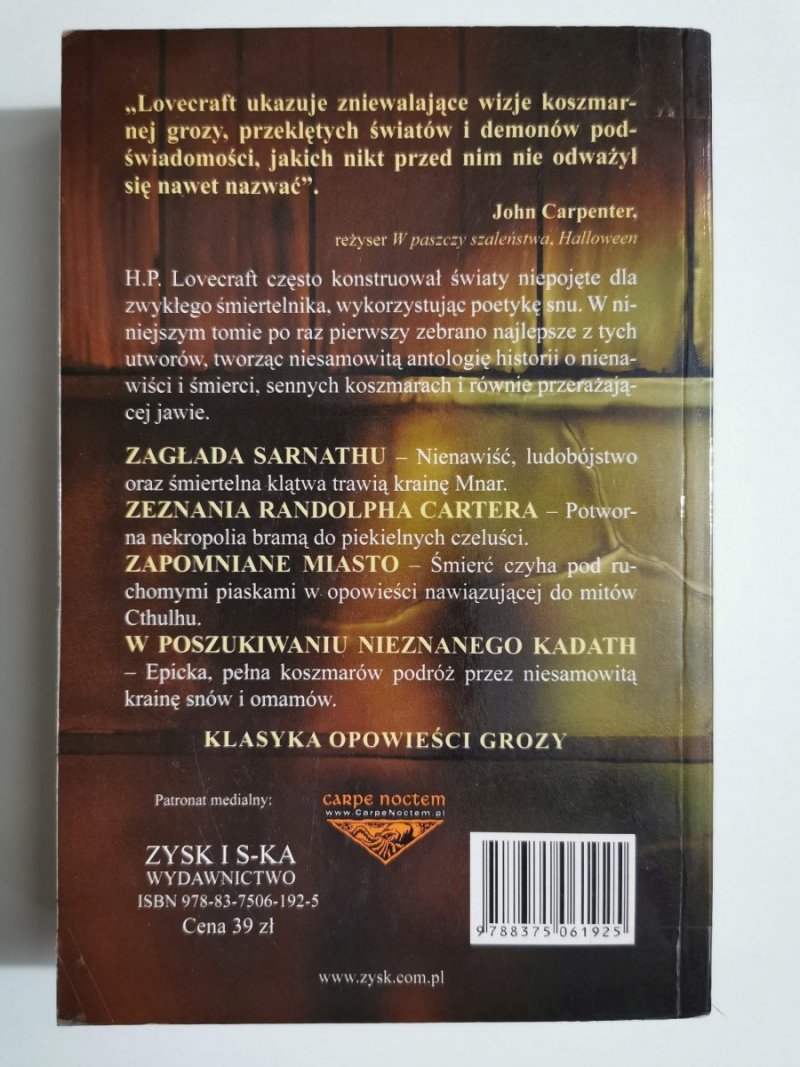 „Lovecraft ukazuje zniewalające wizje koszmar-
nej grozy, przeklętych światów i demonów pod-
świadomości, jakich nikt przed nim nie odważył
się nawet nazwać”.
John Carpenter,
reżyser W paszczy szaleństwa, Halloween
H.P. Lovecraft często konstruował światy niepojęte dla
zwykłego śmiertelnika, wykorzystując poetykę snu. W ni-
niejszym tomie po raz pierwszy zebrano najlepsze z tych
utworów, tworząc niesamowitą antologię historii o niena-
wiści i śmierci, sennych koszmarach i równie przerażają-
cej jawie.
ZAGŁADA SARNATHU – Nienawiść, ludobójstwo
oraz śmiertelna klątwa trawią krainę Mnar.
ZEZNANIA RANDOLPHA CARTERA – Potwor-
na nekropolia bramą do piekielnych czeluści.
ZAPOMNIANE MIASTO – Śmierć czyha pod ru-
chomymi piaskami w opowieści nawiązującej do mitów
Cthulhu.
W POSZUKIWANIU NIEZNANEGO KADATH
– Epicka, pełna koszmarów podróż przez niesamowitą
krainę snów i omamów.
KLASYKA OPOWIEŚCI GROZY
Patronat medialny:
CARPE NOCTEM
www.CarpeNoctem.pl
ZYSK I S-KA
WYDAWNICTWO
ISBN 978-83-7506-192-5
Cena 39 zł
9 788375 061925
www.zysk.com.pl